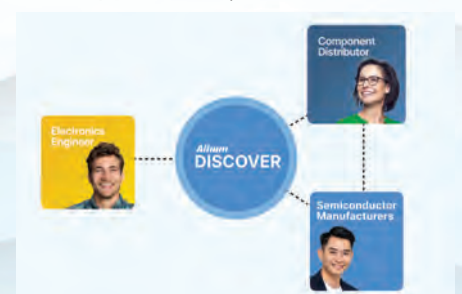 Component
Distributor
Electronics
Engineer
Altium
DISCOVER
Semiconductor
Manufacturers